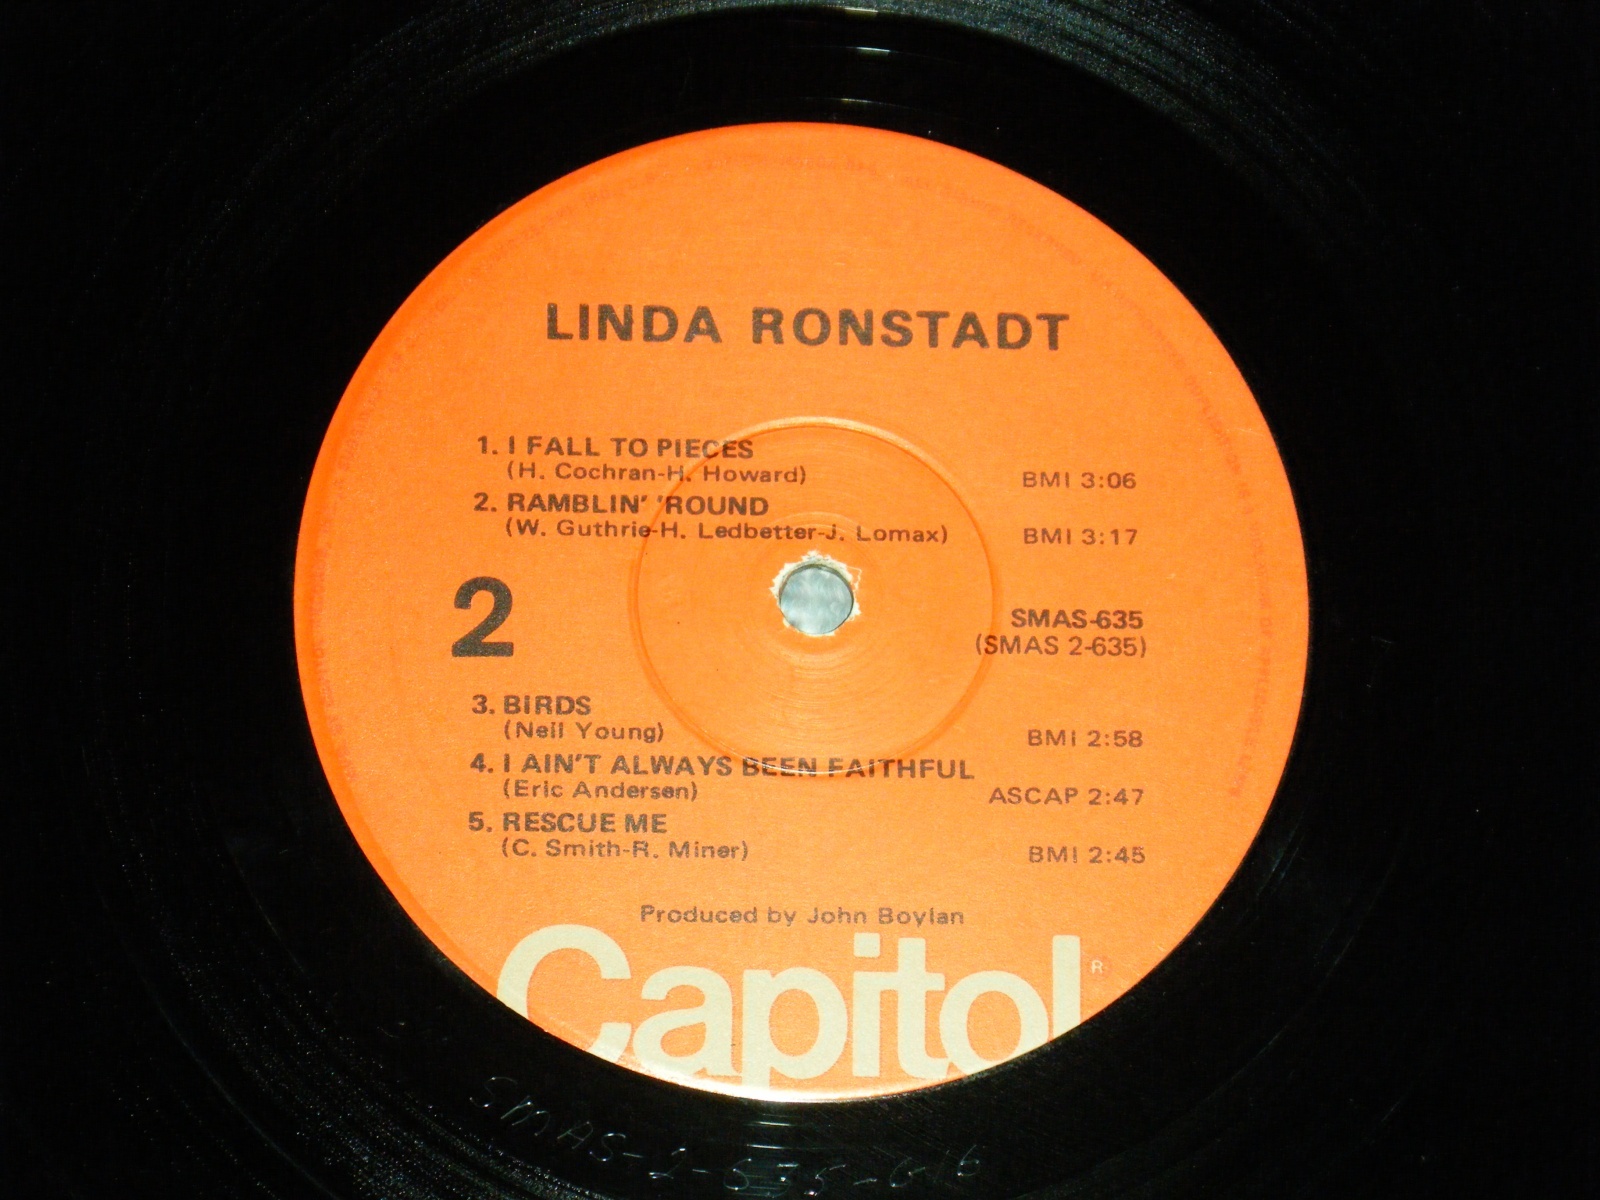 LINDA RONSTADT
1. I FALL TO PIECES
(H. Cochran-H. Howard) BMI 3:06
2. RAMBLIN' 'ROUND
(W. Guthrie-H. Ledbetter-J. Lomax) BMI 3:17
2
SMAS-635
(SMAS 2-635)
3. BIRDS
(Neil Young) BMI 2:58
4. I AIN'T ALWAYS BEEN FAITHFUL
(Eric Andersen) ASCAP 2:47
5. RESCUE ME
(C. Smith-R. Miner) BMI 2:45
Produced by John Boylan
Capitol®